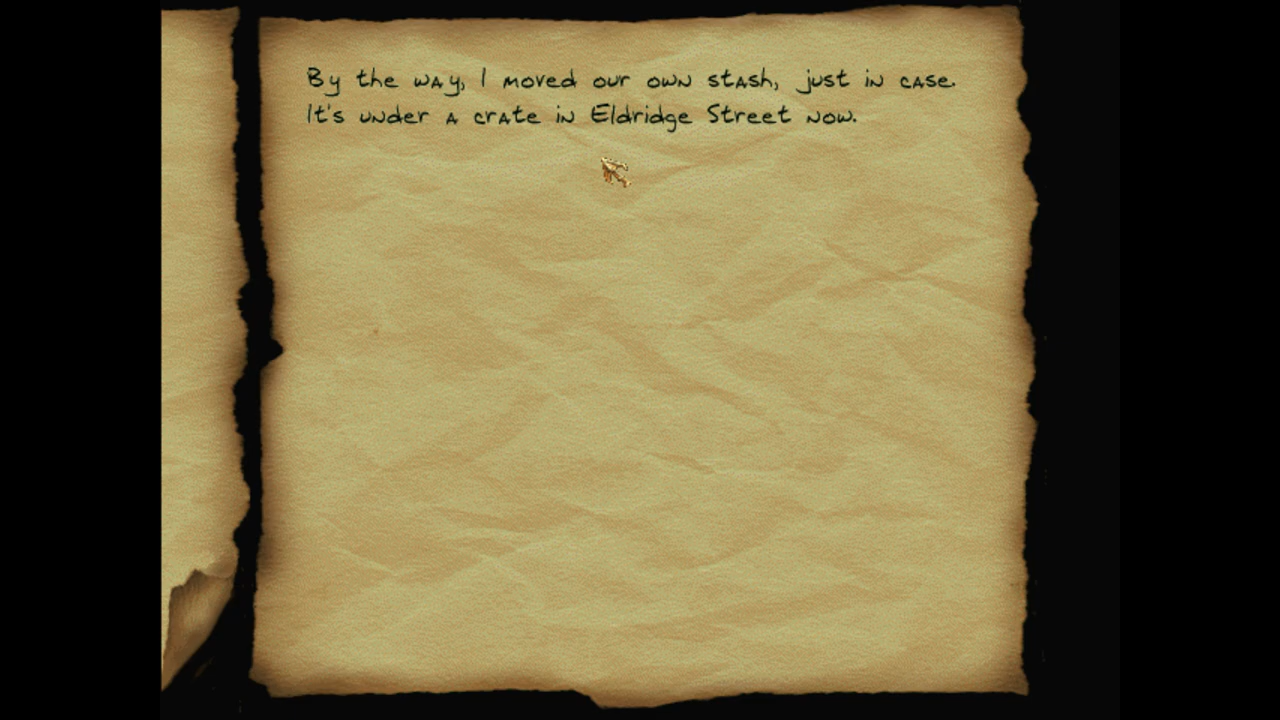 By the way, I moved our own stash, just in case.
It's under a crate in Eldridge Street now.